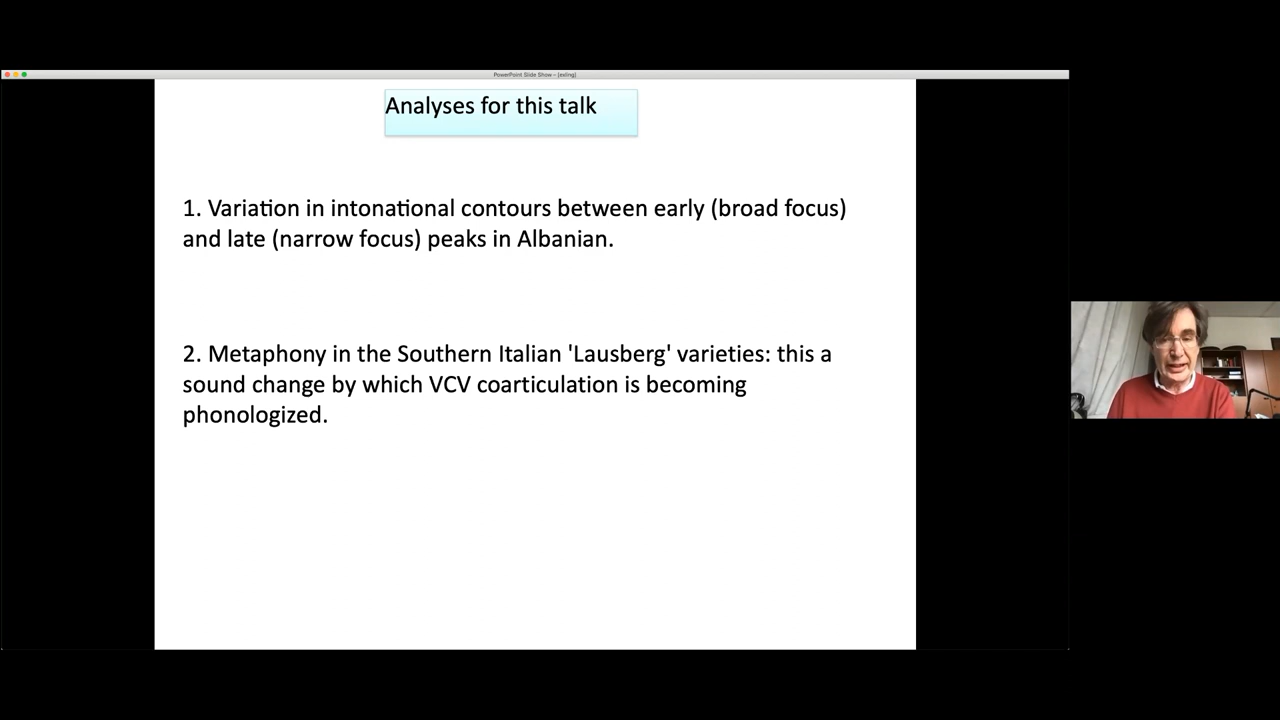 PowerPoint Slide Show - [exling]
Analyses for this talk
1. Variation in intonational contours between early (broad focus)
and late (narrow focus) peaks in Albanian.
2. Metaphony in the Southern Italian 'Lausberg' varieties: this a
sound change by which VCV coarticulation is becoming
phonologized.